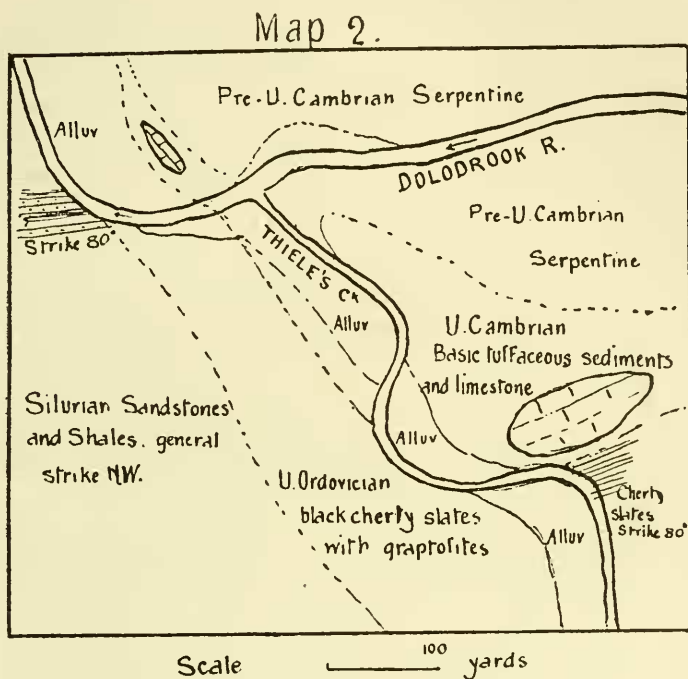 Map 2.
Pre-U. Cambrian Serpentine
Alluv
DOLODROOK R.
Strike 80°
THIELE'S Ck
Pre-U. Cambrian
Serpentine
Alluv
U. Cambrian
Basic tuffaceous sediments
and limestone
Silurian Sandstones
and Shales. general
strike NW.
Alluv
U. Ordovician
black cherty slates
with graptolites
Cherty
slates
Strike 80°
Alluv
Scale 100 yards